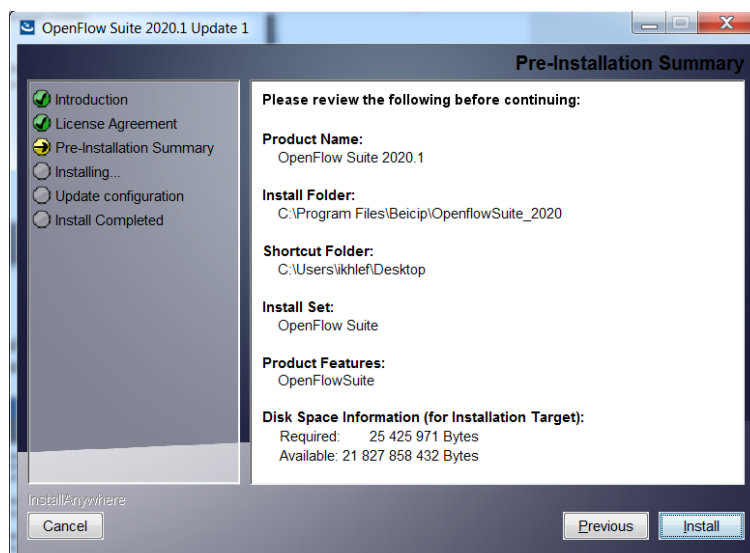 OpenFlow Suite 2020.1 Update 1
Pre-Installation Summary
Introduction
License Agreement
Pre-Installation Summary
Installing...
Update configuration
Install Completed
Please review the following before continuing:
Product Name:
OpenFlow Suite 2020.1
Install Folder:
C:\Program Files\Beicip\OpenflowSuite_2020
Shortcut Folder:
C:\Users\ikhlef\Desktop
Install Set:
OpenFlow Suite
Product Features:
OpenFlowSuite
Disk Space Information (for Installation Target):
Required: 25 425 971 Bytes
Available: 21 827 858 432 Bytes
InstallAnywhere
Cancel
Previous
Install